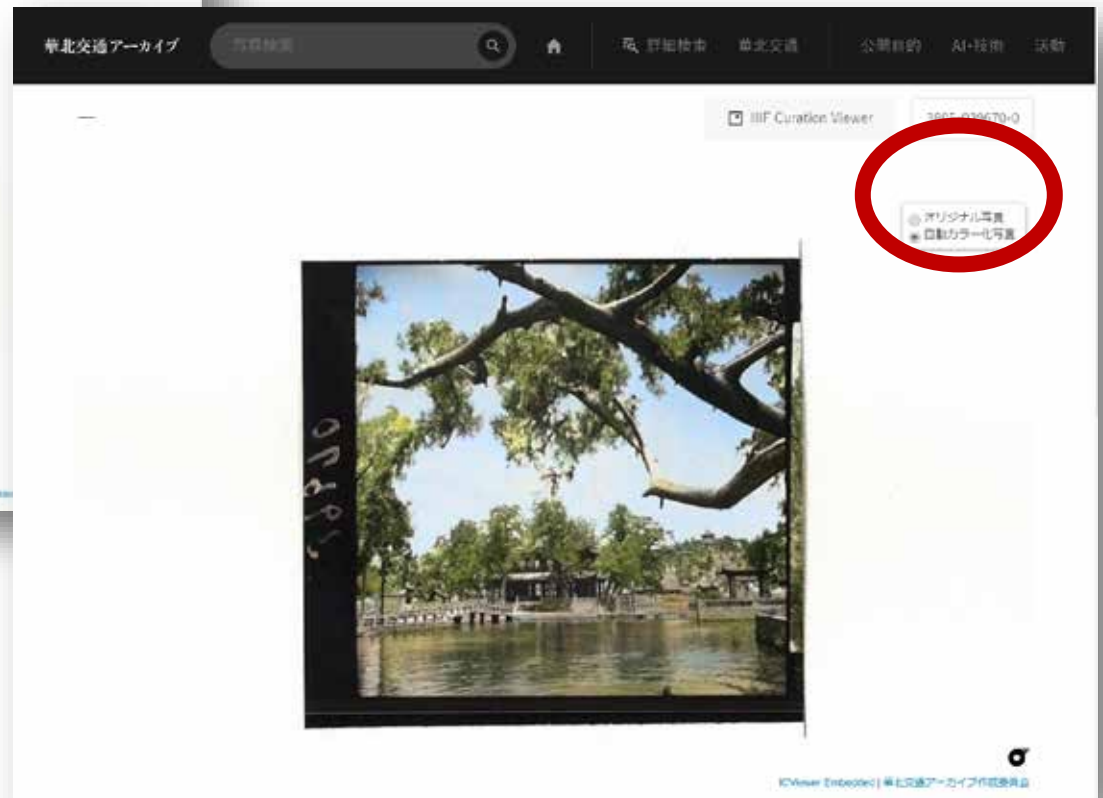 華北交通アーカイブ
写真検索
詳細検索
華北交通
公開目的
AI・技術
活動
IIIF Curation Viewer
オリジナル写真
自動カラー化写真
ICViewer Embedded | 華北交通アーカイブ作成委員会